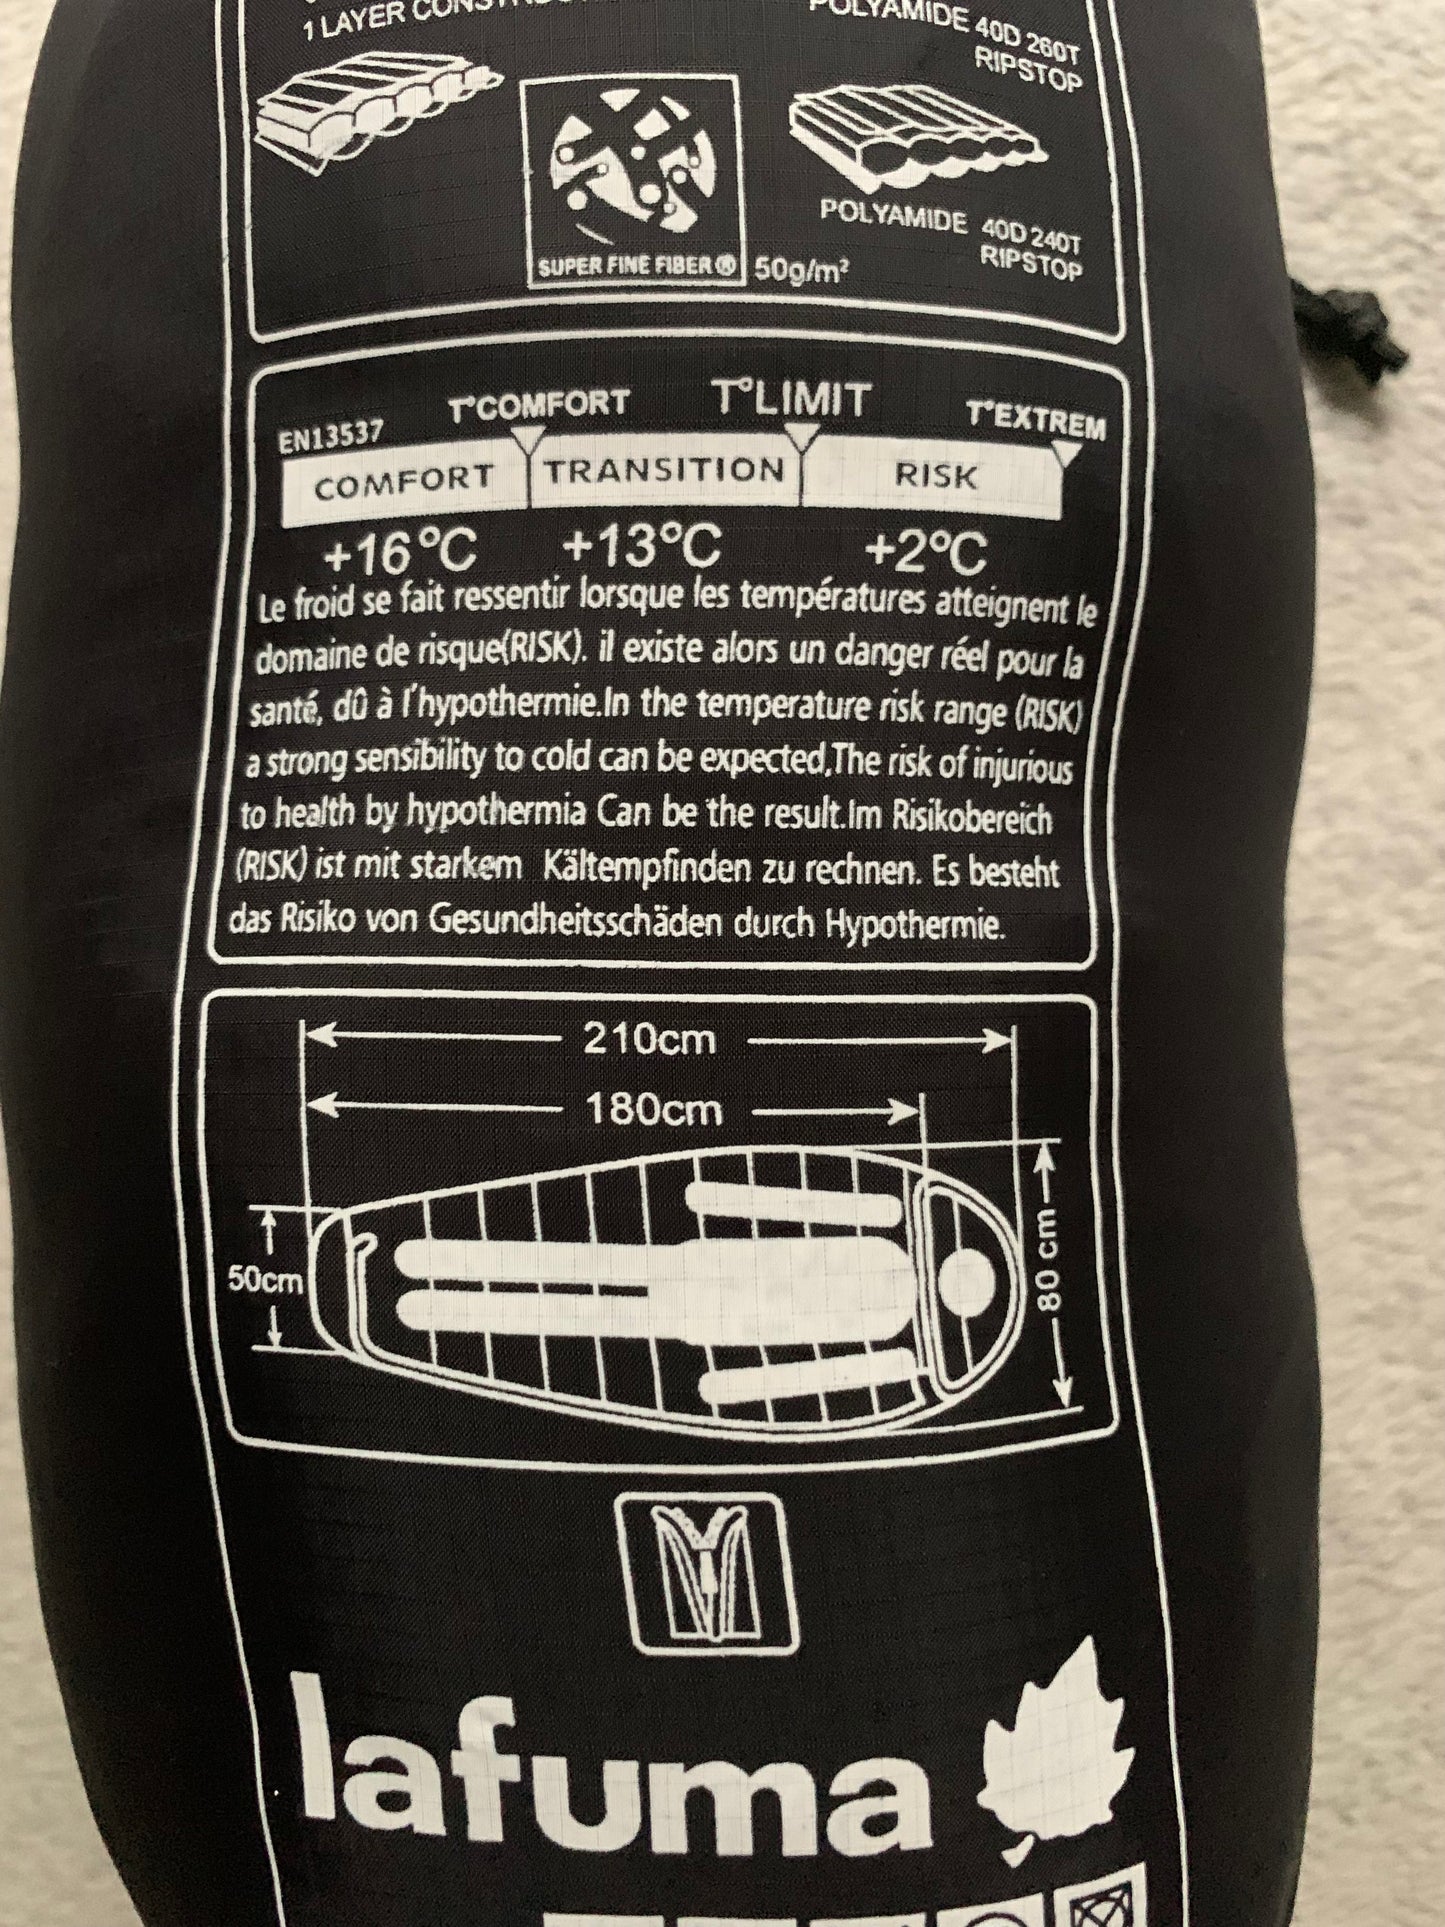 1 LAYER
POLYAMIDE 40D 260T
RIPSTOP
SUPER FINE FIBER® 50g/m²
POLYAMIDE 40D 240T
RIPSTOP
EN13537
T°COMFORT T°LIMIT T°EXTREM
COMFORT TRANSITION RISK
+16°C +13°C +2°C
Le froid se fait ressentir lorsque les températures atteignent le
domaine de risque(RISK). il existe alors un danger réel pour la
santé, dû à l'hypothermie.In the temperature risk range (RISK)
a strong sensibility to cold can be expected,The risk of injurious
to health by hypothermia Can be the result.Im Risikobereich
(RISK) ist mit starkem Kältempfinden zu rechnen. Es besteht
das Risiko von Gesundheitsschäden durch Hypothermie.
210cm
180cm
50cm
80 cm
lafuma